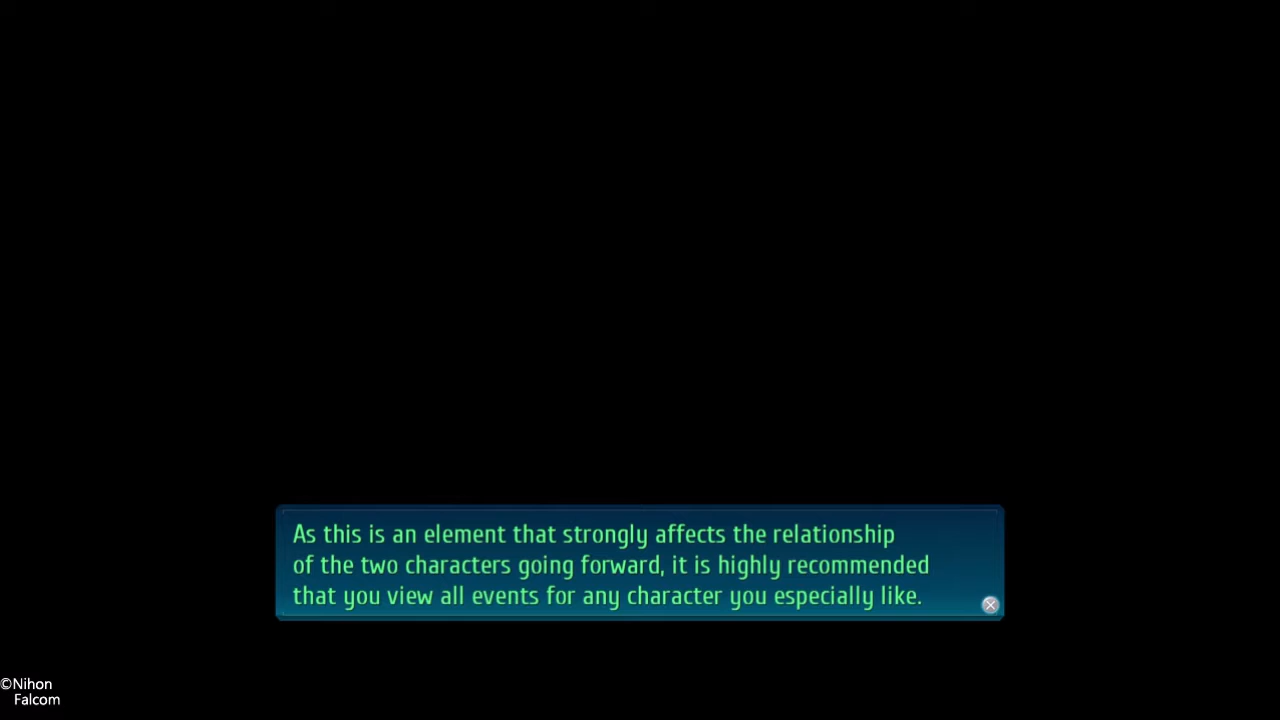 As this is an element that strongly affects the relationship
of the two characters going forward, it is highly recommended
that you view all events for any character you especially like.
©Nihon
Falcom